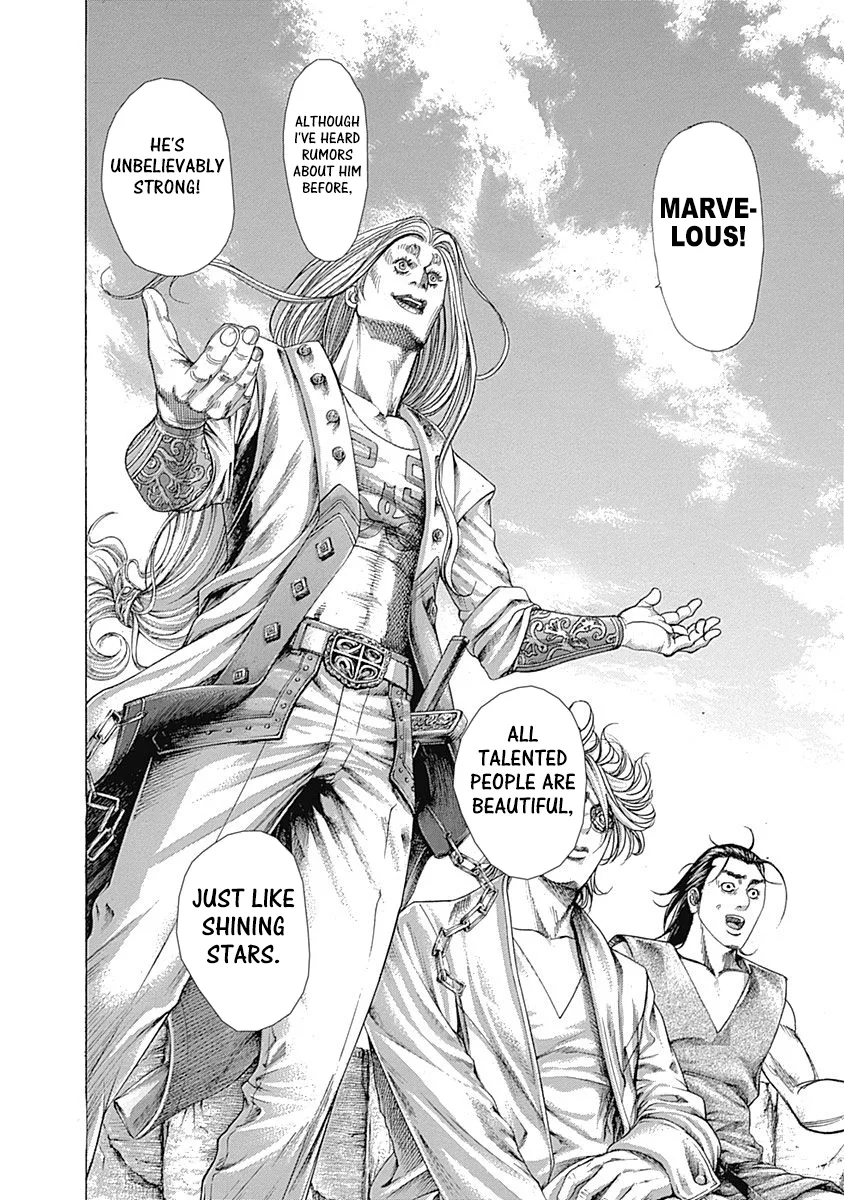 MARVE-
LOUS!
ALTHOUGH
I'VE HEARD
RUMORS
ABOUT HIM
BEFORE,
HE'S
UNBELIEVABLY
STRONG!
ALL
TALENTED
PEOPLE ARE
BEAUTIFUL,
JUST LIKE
SHINING
STARS.